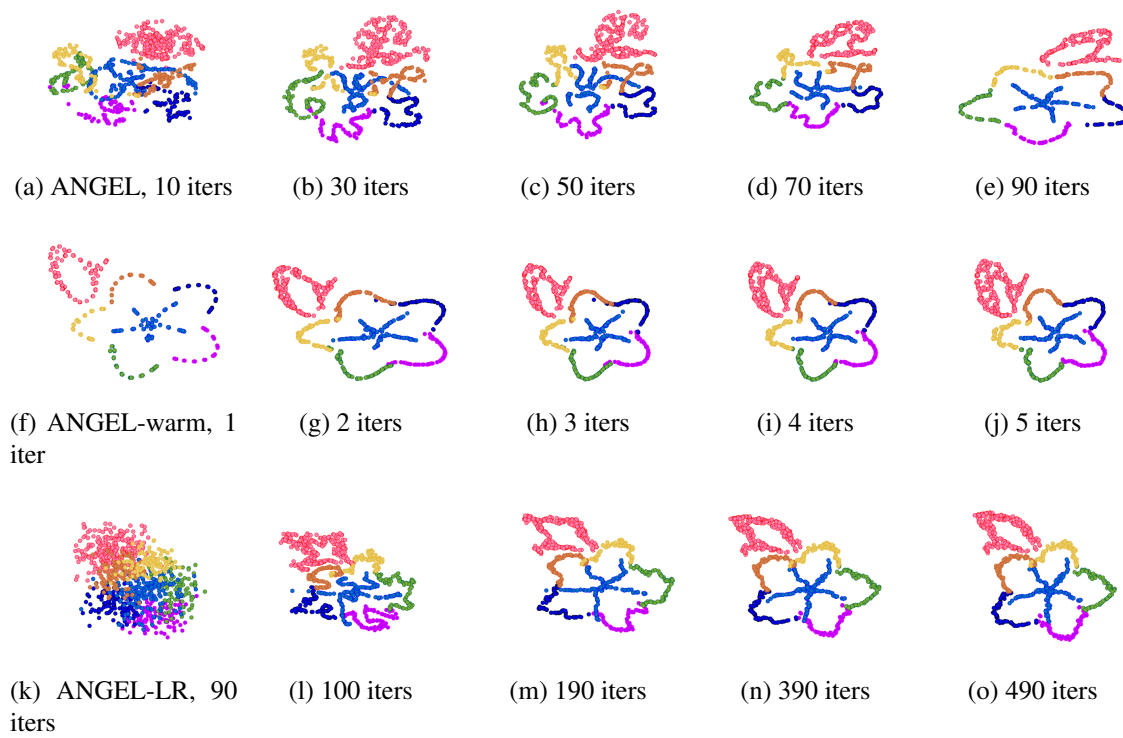 (a) ANGEL, 10 iters
(b) 30 iters
(c) 50 iters
(d) 70 iters
(e) 90 iters
(f) ANGEL-warm, 1
iter
(g) 2 iters
(h) 3 iters
(i) 4 iters
(j) 5 iters
(k) ANGEL-LR, 90
iters
(l) 100 iters
(m) 190 iters
(n) 390 iters
(o) 490 iters